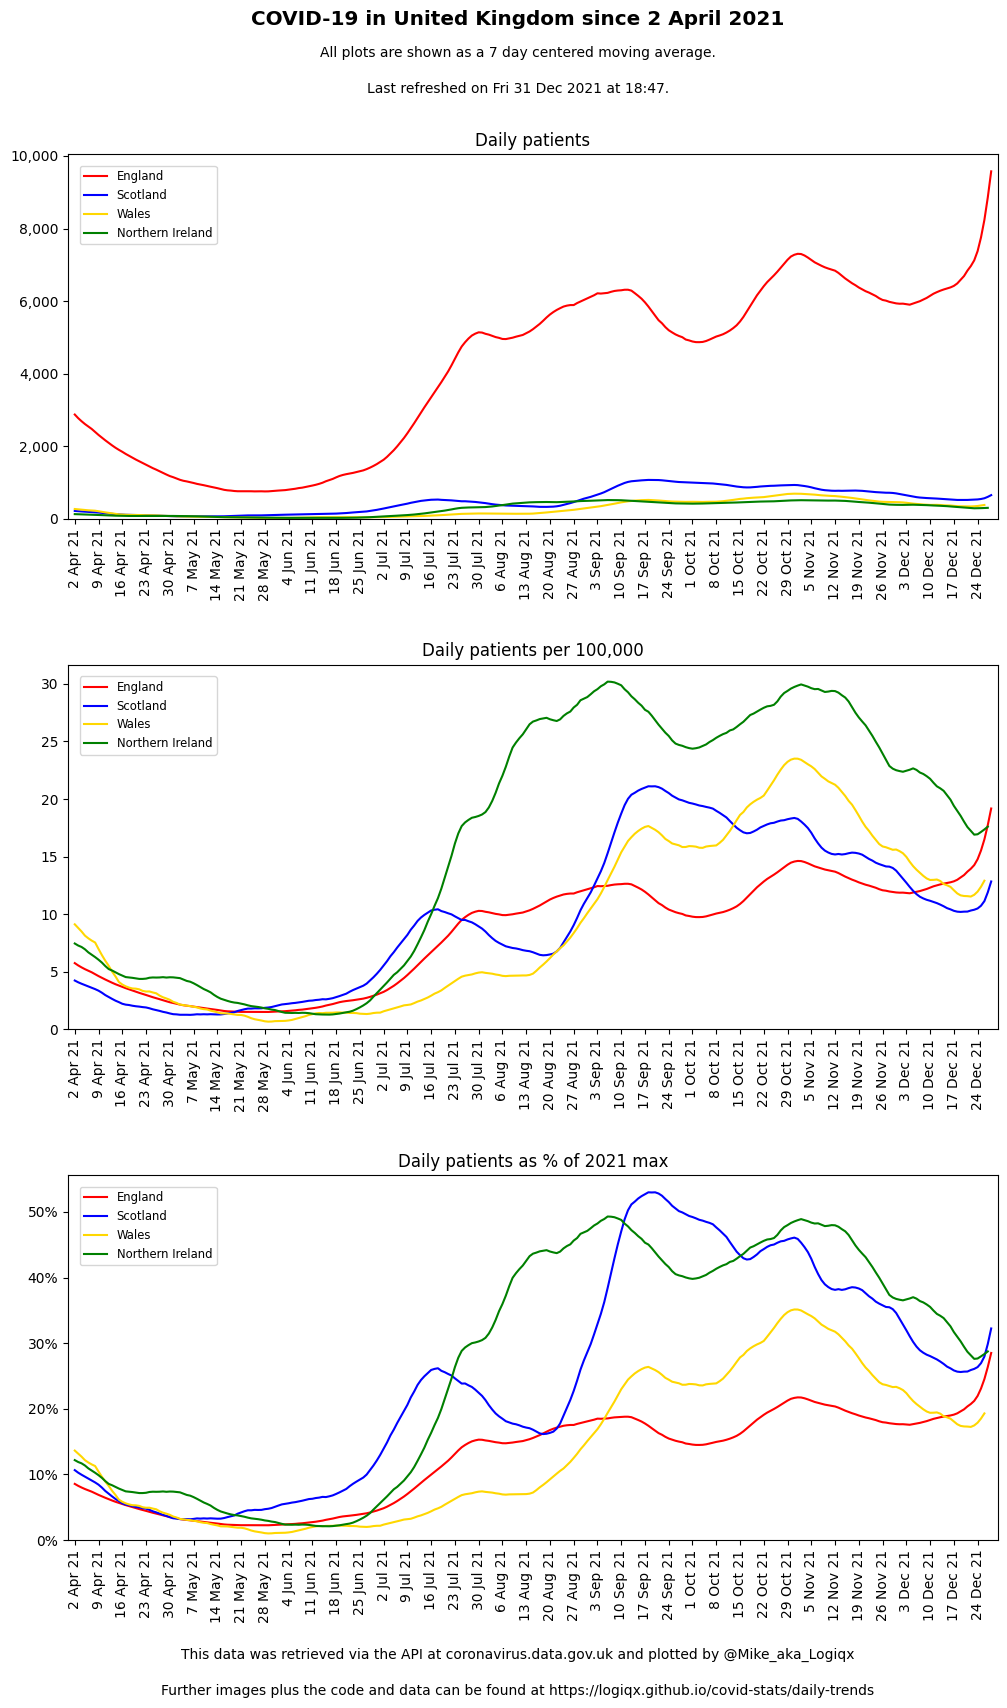 COVID-19 in United Kingdom since 2 April 2021
All plots are shown as a 7 day centered moving average.
Last refreshed on Fri 31 Dec 2021 at 18:47.
Daily patients
10,000
8,000
6,000
4,000
2,000
0
England
Scotland
Wales
Northern Ireland
2 Apr 21
9 Apr 21
16 Apr 21
23 Apr 21
30 Apr 21
7 May 21
14 May 21
21 May 21
28 May 21
4 Jun 21
11 Jun 21
18 Jun 21
25 Jun 21
2 Jul 21
9 Jul 21
16 Jul 21
23 Jul 21
30 Jul 21
6 Aug 21
13 Aug 21
20 Aug 21
27 Aug 21
3 Sep 21
10 Sep 21
17 Sep 21
24 Sep 21
1 Oct 21
8 Oct 21
15 Oct 21
22 Oct 21
29 Oct 21
5 Nov 21
12 Nov 21
19 Nov 21
26 Nov 21
3 Dec 21
10 Dec 21
17 Dec 21
24 Dec 21
Daily patients per 100,000
30
25
20
15
10
5
0
England
Scotland
Wales
Northern Ireland
2 Apr 21
9 Apr 21
16 Apr 21
23 Apr 21
30 Apr 21
7 May 21
14 May 21
21 May 21
28 May 21
4 Jun 21
11 Jun 21
18 Jun 21
25 Jun 21
2 Jul 21
9 Jul 21
16 Jul 21
23 Jul 21
30 Jul 21
6 Aug 21
13 Aug 21
20 Aug 21
27 Aug 21
3 Sep 21
10 Sep 21
17 Sep 21
24 Sep 21
1 Oct 21
8 Oct 21
15 Oct 21
22 Oct 21
29 Oct 21
5 Nov 21
12 Nov 21
19 Nov 21
26 Nov 21
3 Dec 21
10 Dec 21
17 Dec 21
24 Dec 21
Daily patients as % of 2021 max
50%
40%
30%
20%
10%
0%
England
Scotland
Wales
Northern Ireland
2 Apr 21
9 Apr 21
16 Apr 21
23 Apr 21
30 Apr 21
7 May 21
14 May 21
21 May 21
28 May 21
4 Jun 21
11 Jun 21
18 Jun 21
25 Jun 21
2 Jul 21
9 Jul 21
16 Jul 21
23 Jul 21
30 Jul 21
6 Aug 21
13 Aug 21
20 Aug 21
27 Aug 21
3 Sep 21
10 Sep 21
17 Sep 21
24 Sep 21
1 Oct 21
8 Oct 21
15 Oct 21
22 Oct 21
29 Oct 21
5 Nov 21
12 Nov 21
19 Nov 21
26 Nov 21
3 Dec 21
10 Dec 21
17 Dec 21
24 Dec 21
This data was retrieved via the API at coronavirus.data.gov.uk and plotted by @Mike_aka_Logiqx
Further images plus the code and data can be found at https://logiqx.github.io/covid-stats/daily-trends